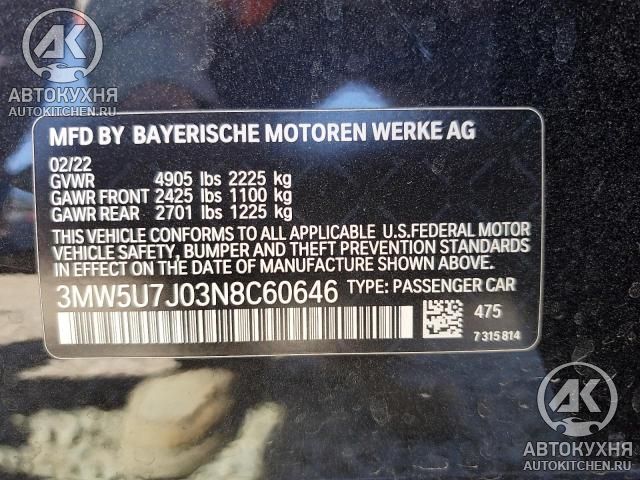 АК
АВТОКУХНЯ
AUTOKITCHEN.RU
MFD BY BAYERISCHE MOTOREN WERKE AG
02/22
GVWR 4905 lbs 2225 kg
GAWR FRONT 2425 lbs 1100 kg
GAWR REAR 2701 lbs 1225 kg
THIS VEHICLE CONFORMS TO ALL APPLICABLE U.S.FEDERAL MOTOR
VEHICLE SAFETY, BUMPER AND THEFT PREVENTION STANDARDS
IN EFFECT ON THE DATE OF MANUFACTURE SHOWN ABOVE.
3MW5U7J03N8C60646 TYPE: PASSENGER CAR
475
7 315 814
АК
АВТОКУХНЯ
AUTOKITCHEN.RU